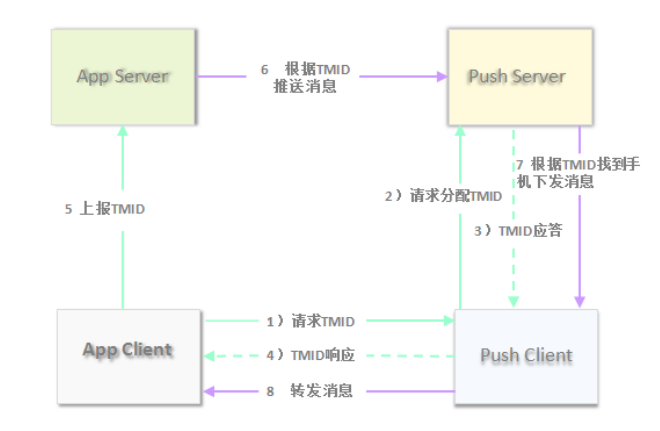 App Server
6 根据TMID
推送消息
Push Server
7 根据TMID找到手
机下发消息
2）请求分配TMID
5 上报TMID
3）TMID应答
1）请求TMID
App Client
4）TMID响应
Push Client
8 转发消息